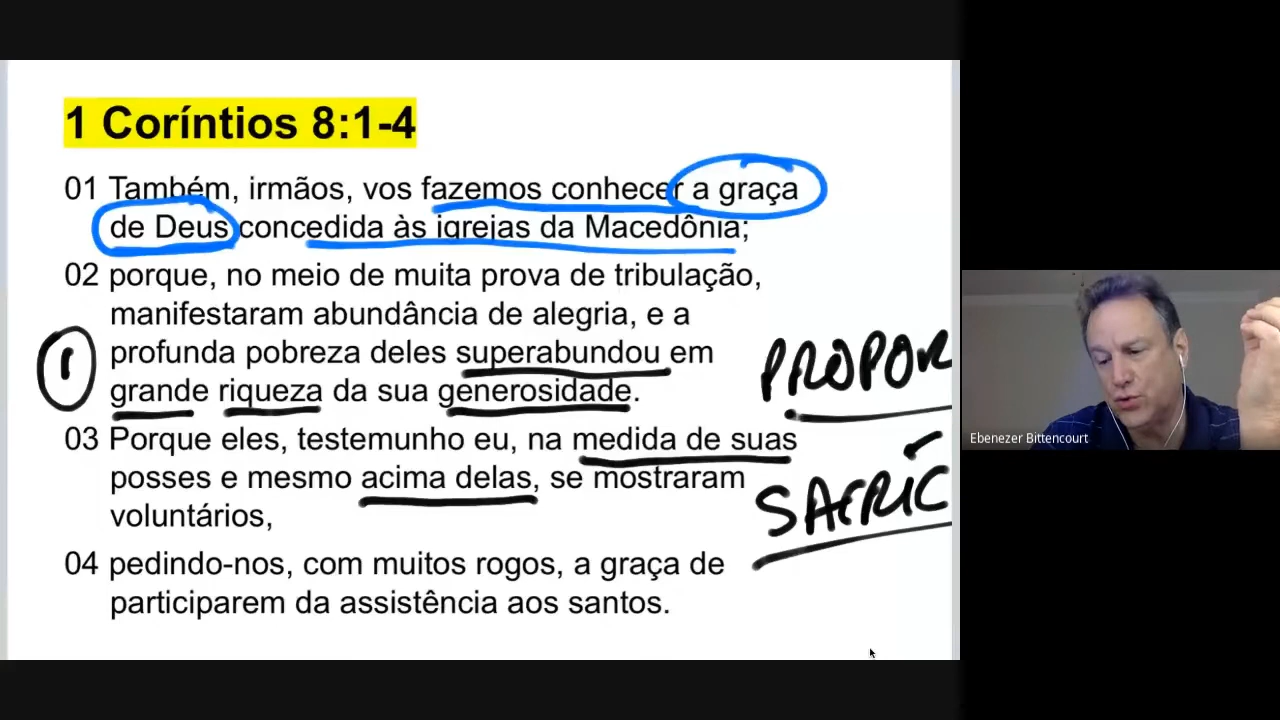 1 Coríntios 8:1-4
01 Também, irmãos, vos fazemos conhecer a graça
de Deus concedida às igrejas da Macedônia;
02 porque, no meio de muita prova de tribulação,
manifestaram abundância de alegria, e a
profunda pobreza deles superabundou em
grande riqueza da sua generosidade.
03 Porque eles, testemunho eu, na medida de suas
posses e mesmo acima delas, se mostraram
voluntários,
04 pedindo-nos, com muitos rogos, a graça de
participarem da assistência aos santos.
1
PROPOR
SACRIC
Ebenezer Bittencourt